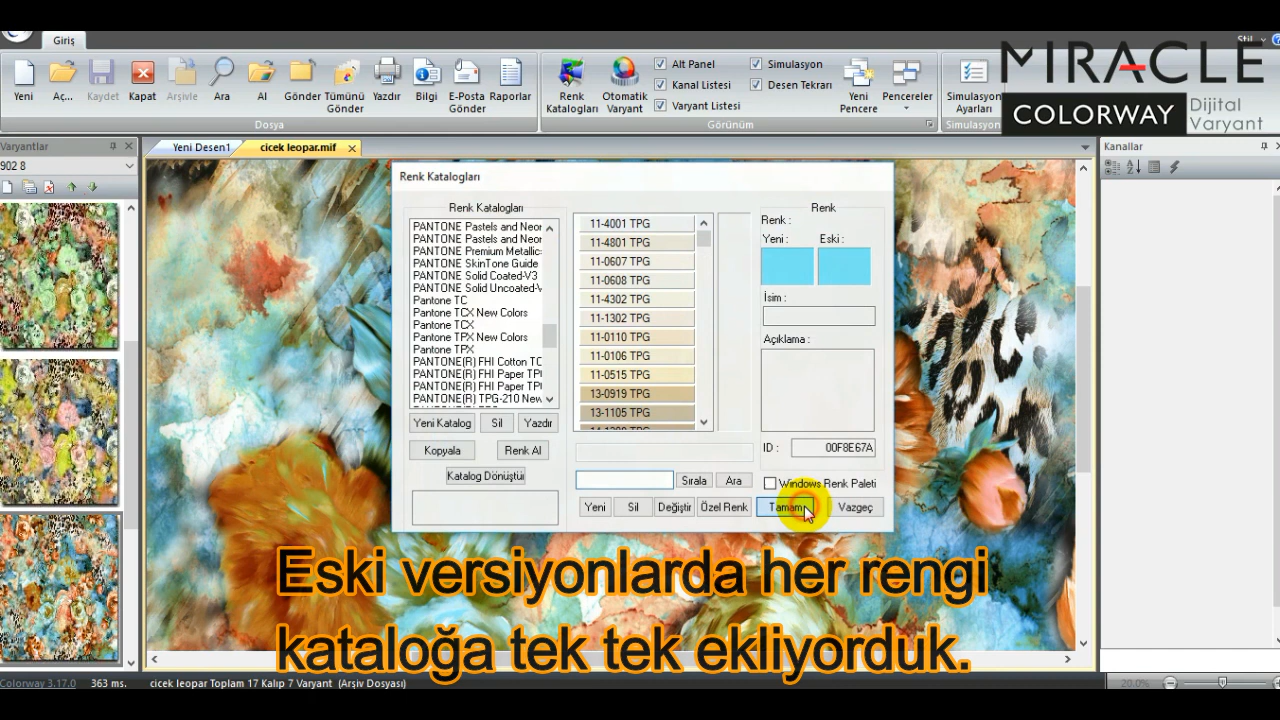 Giriş
Stil
MIRACLE
COLORWAY
Dijital
Varyant
Yeni
Aç...
Kaydet
Kapat
Arşivle
Ara
Al
Gönder
Tümünü
Gönder
Yazdır
Bilgi
E-Posta
Gönder
Raporlar
Dosya
Renk
Katalogları
Otomatik
Varyant
Alt Panel
Kanal Listesi
Varyant Listesi
Simulasyon
Desen Tekrarı
Yeni
Pencere
Pencereler
Görünüm
Simulasyon
Ayarları
Simulasyon
Varyantlar
902 8
Yeni Desen1
cicek leopar.mif
Kanallar
Renk Katalogları
Renk Katalogları
PANTONE Pastels and Neor
PANTONE Pastels and Neor
PANTONE Premium Metallic:
PANTONE SkinTone Guide
PANTONE Solid Coated-V3
PANTONE Solid Uncoated-V
Pantone TC
Pantone TCX New Colors
Pantone TCX
Pantone TPX New Colors
Pantone TPX
PANTONE(R) FHI Cotton TC
PANTONE(R) FHI Paper TPI
PANTONE(R) FHI Paper TPI
PANTONE(R) TPG-210 New
Yeni Katalog
Sil
Yazdır
Kopyala
Renk Al
Katalog Dönüştür
11-4001 TPG
11-4801 TPG
11-0607 TPG
11-0608 TPG
11-4302 TPG
11-1302 TPG
11-0110 TPG
11-0106 TPG
11-0515 TPG
13-0919 TPG
13-1105 TPG
Sırala
Ara
Yeni
Sil
Değiştir
Özel Renk
Renk
Renk :
Yeni :
Eski :
İsim :
Açıklama :
ID :
00F8E67A
Windows Renk Paleti
Tamam
Vazgeç
Eski versiyonlarda her rengi
kataloğa tek tek ekliyorduk.
Colorway 3.17.0
363 ms.
cicek leopar Toplam 17 Kalıp 7 Varyant (Arşiv Dosyası)
20.0%